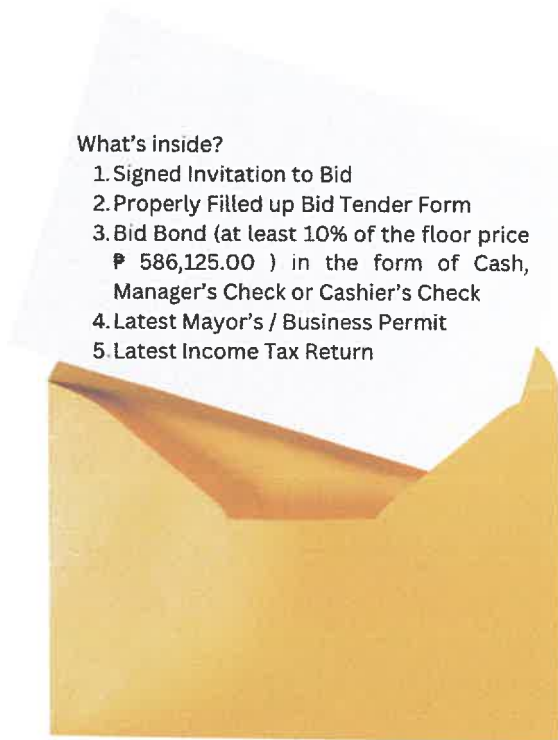 What's inside?
1. Signed Invitation to Bid
2. Properly Filled up Bid Tender Form
3. Bid Bond (at least 10% of the floor price
₱ 586,125.00 ) in the form of Cash,
Manager's Check or Cashier's Check
4. Latest Mayor's / Business Permit
5. Latest Income Tax Return